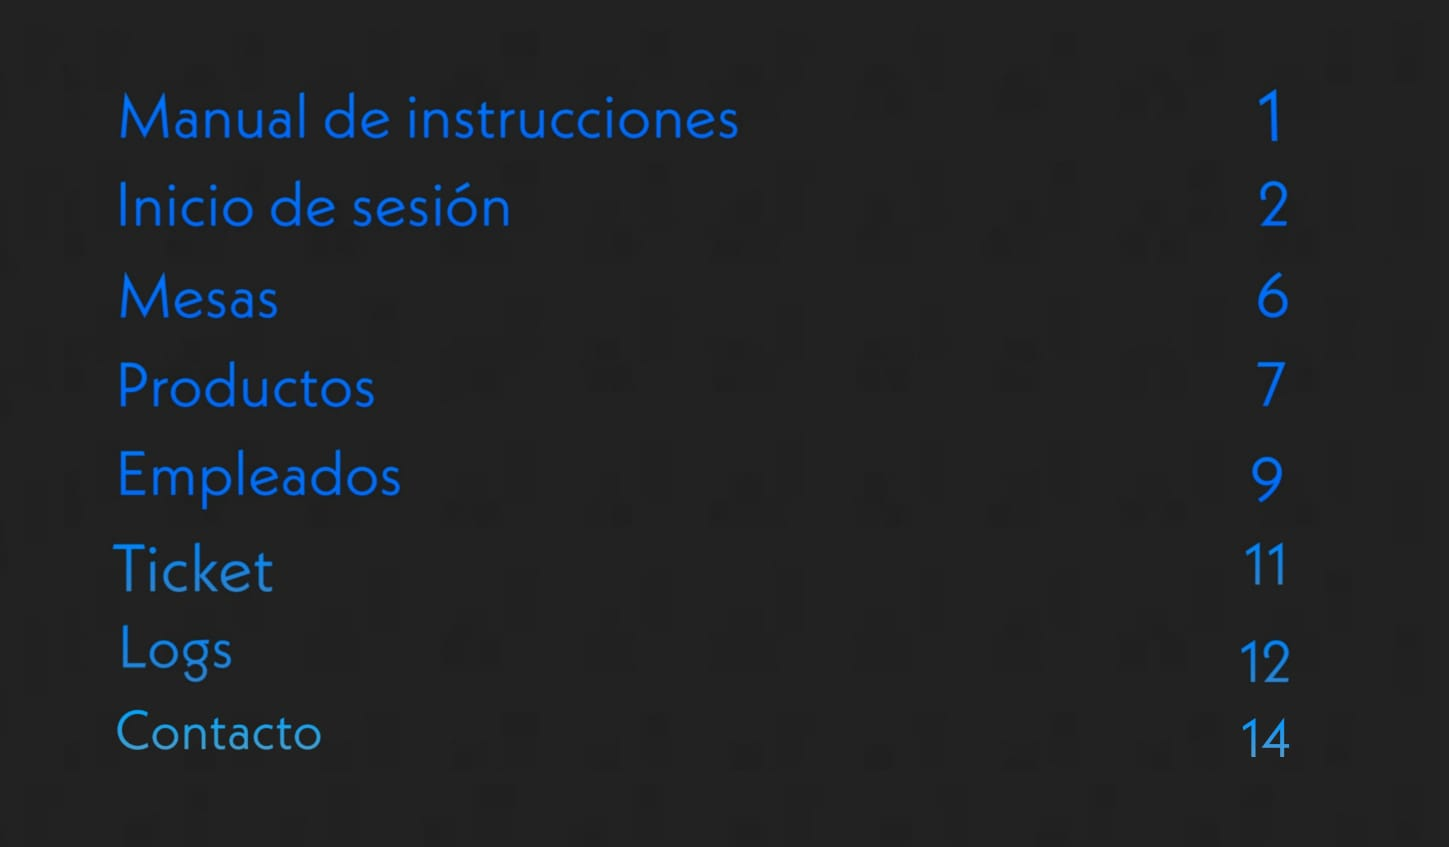 Manual de instrucciones 1
Inicio de sesión 2
Mesas 6
Productos 7
Empleados 9
Ticket 11
Logs 12
Contacto 14